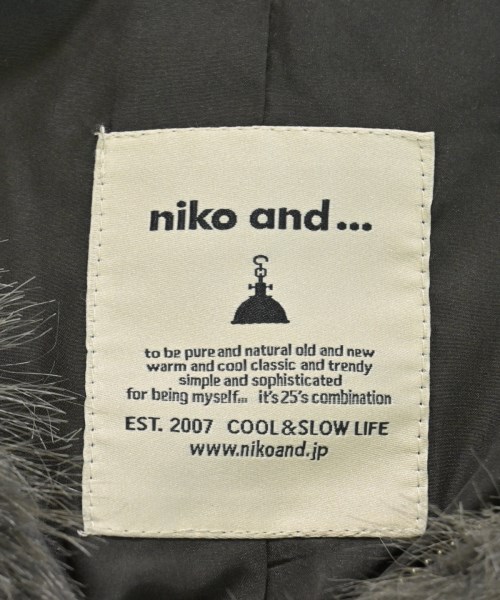 niko and...
to be pure and natural old and new
warm and cool classic and trendy
simple and sophisticated
for being myself,,, it's 25's combination
EST. 2007 COOL&SLOW LIFE
www.nikoand.jp